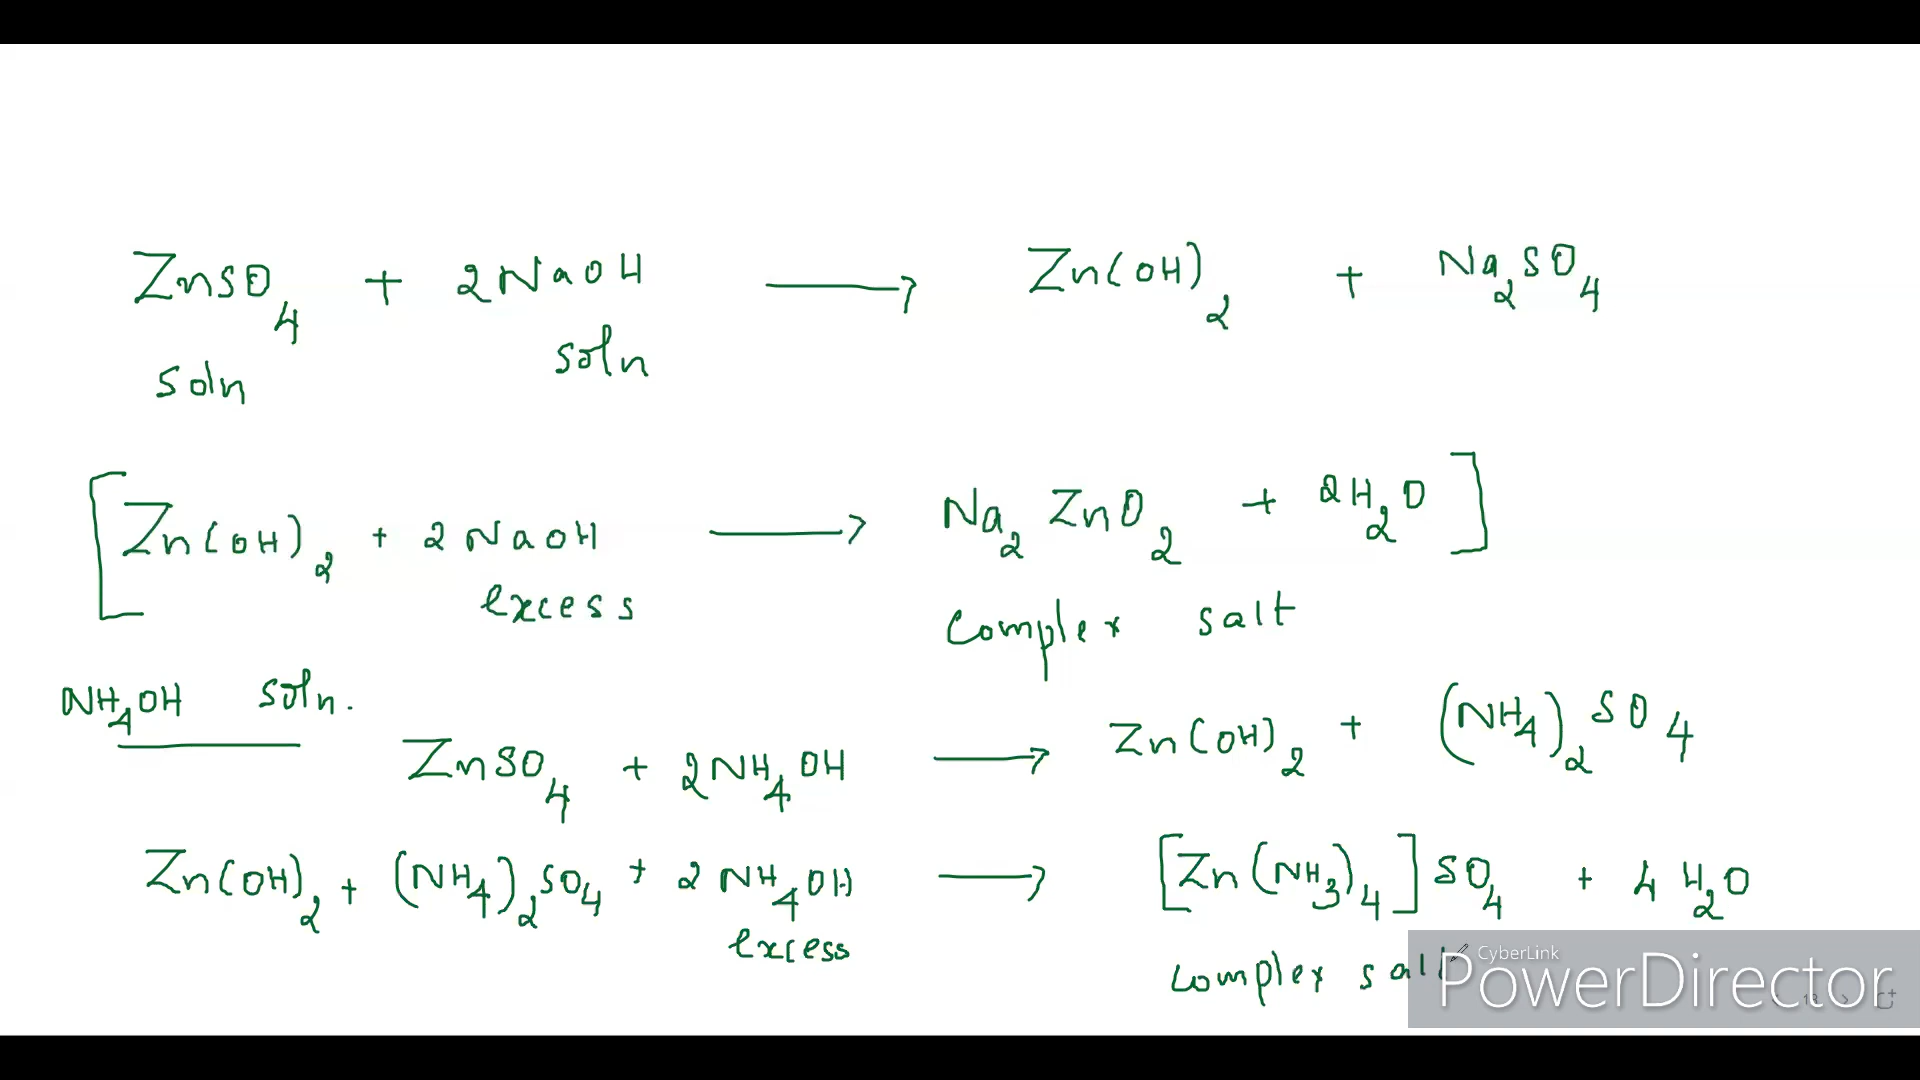 ZnSO4 + 2NaOH → Zn(OH)2 + Na2SO4
soln soln
[Zn(OH)2 + 2NaOH → Na2ZnO2 + 2H2O]
excess complex salt
NH4OH soln.
ZnSO4 + 2NH4OH → Zn(OH)2 + (NH4)2SO4
Zn(OH)2 + (NH4)2SO4 + 2NH4OH → [Zn(NH3)4]SO4 + 4H2O
excess
complex salt
CyberLink
PowerDirector